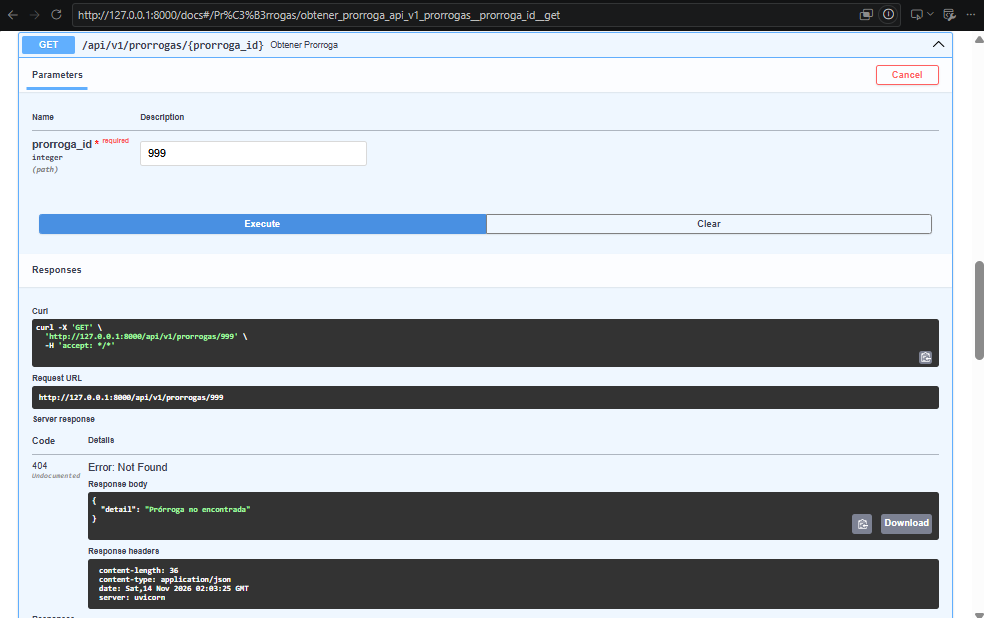 http://127.0.0.1:8000/docs#/Pr%C3%B3rrogas/obtener_prorroga_api_v1_prorrogas__prorroga_id__get
GET /api/v1/prorrogas/{prorroga_id} Obtener Prorroga
Parameters
Cancel
Name Description
prorroga_id * required
integer
(path)
999
Execute Clear
Responses
Curl
curl -X 'GET' \
'http://127.0.0.1:8000/api/v1/prorrogas/999' \
-H 'accept: */*'
Request URL
http://127.0.0.1:8000/api/v1/prorrogas/999
Server response
Code Details
404
Undocumented
Error: Not Found
Response body
{
"detail": "Prórroga no encontrada"
}
Download
Response headers
content-length: 36
content-type: application/json
date: Sat,14 Nov 2026 02:03:25 GMT
server: uvicorn
Responses